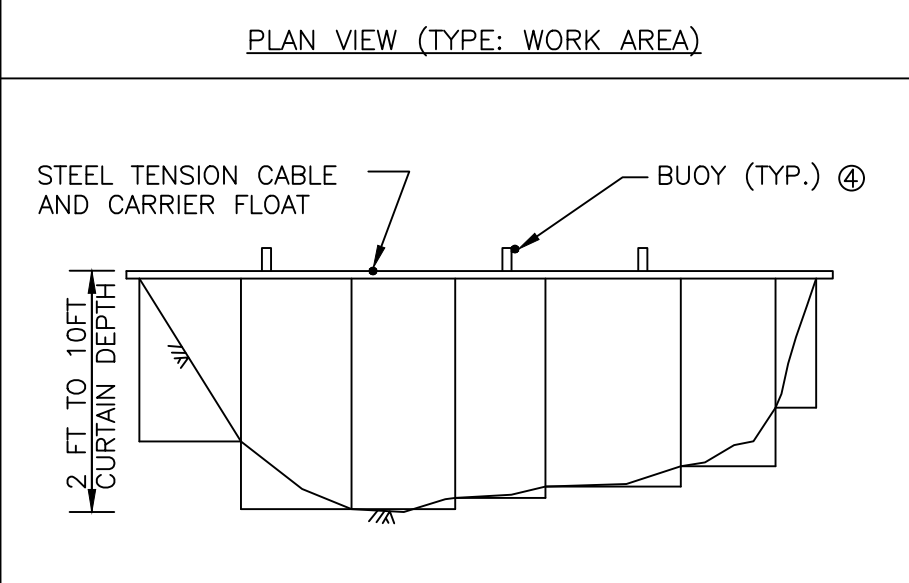 PLAN VIEW (TYPE: WORK AREA)
STEEL TENSION CABLE
AND CARRIER FLOAT
BUOY (TYP.) ④
2 FT TO 10FT
CURTAIN DEPTH